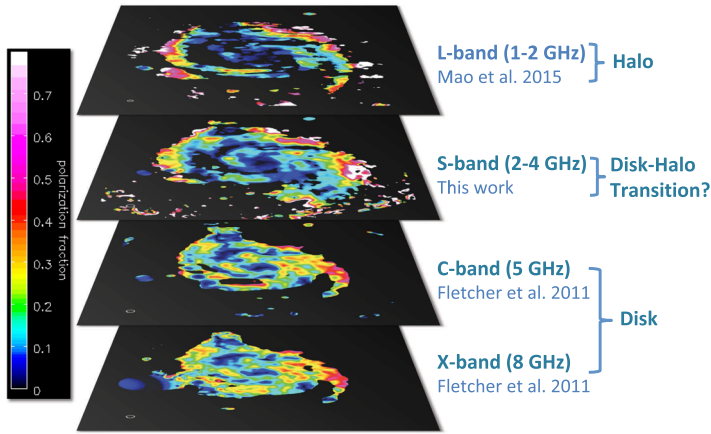 L-band (1-2 GHz)
Mao et al. 2015
Halo
S-band (2-4 GHz)
This work
Disk-Halo
Transition?
C-band (5 GHz)
Fletcher et al. 2011
Disk
X-band (8 GHz)
Fletcher et al. 2011
0.7
0.6
0.5
0.4
0.3
0.2
0.1
0
polarization fraction